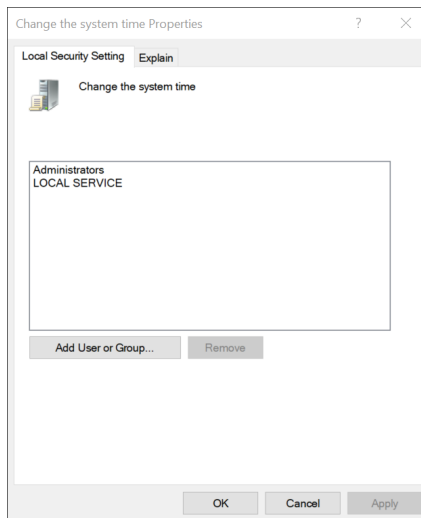 Change the system time Properties
Local Security Setting
Explain
Change the system time
Administrators
LOCAL SERVICE
Add User or Group...
Remove
OK
Cancel
Apply